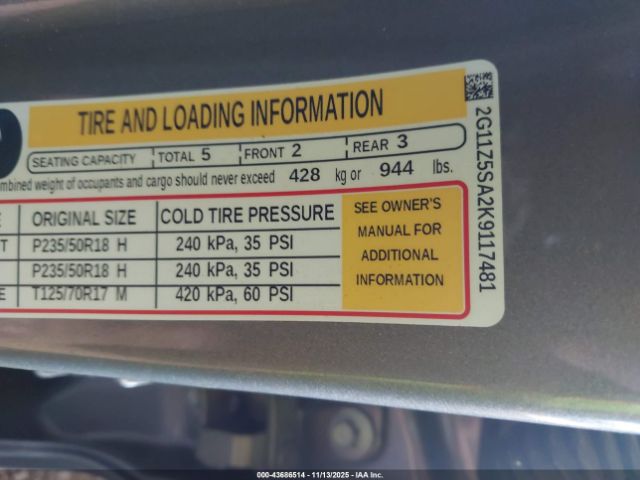 TIRE AND LOADING INFORMATION
SEATING CAPACITY TOTAL 5 FRONT 2 REAR 3
mbined weight of occupants and cargo should never exceed 428 kg or 944 lbs.
E ORIGINAL SIZE COLD TIRE PRESSURE
T P235/50R18 H 240 kPa, 35 PSI
P235/50R18 H 240 kPa, 35 PSI
E T125/70R17 M 420 kPa, 60 PSI
SEE OWNER'S
MANUAL FOR
ADDITIONAL
INFORMATION
2G11Z5SA2K9117481
000-43686514 - 11/13/2025 - IAA Inc.